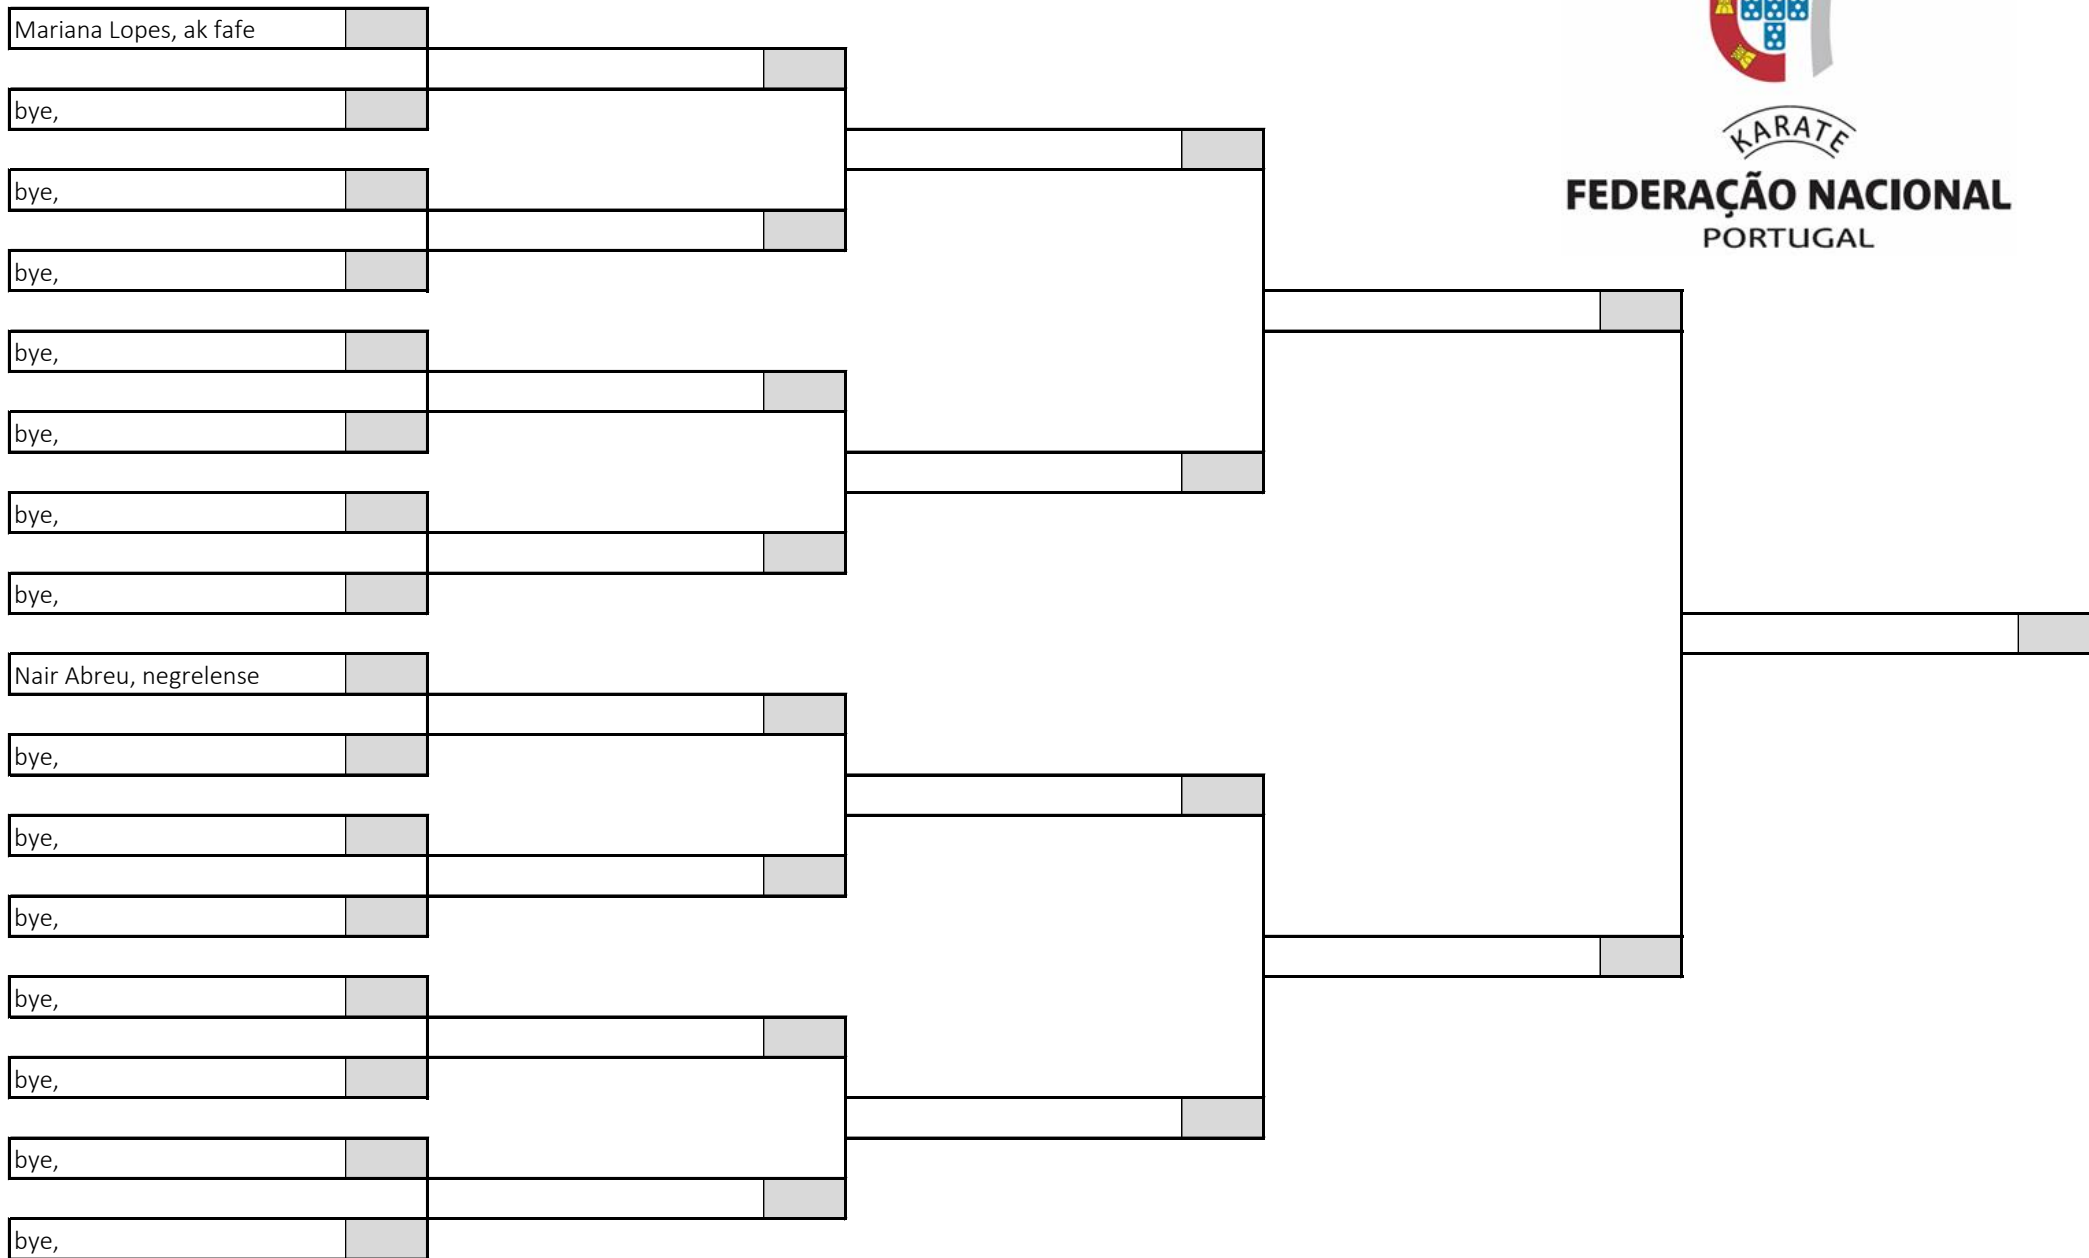 Mariana Lopes, ak fafe
bye,
KARATE
bye,
FEDERAÇÃO NACIONAL
PORTUGAL
bye,
bye,
bye,
bye,
bye,
Nair Abreu, negrelense
bye,
bye,
bye,
bye,
bye,
bye,
bye,